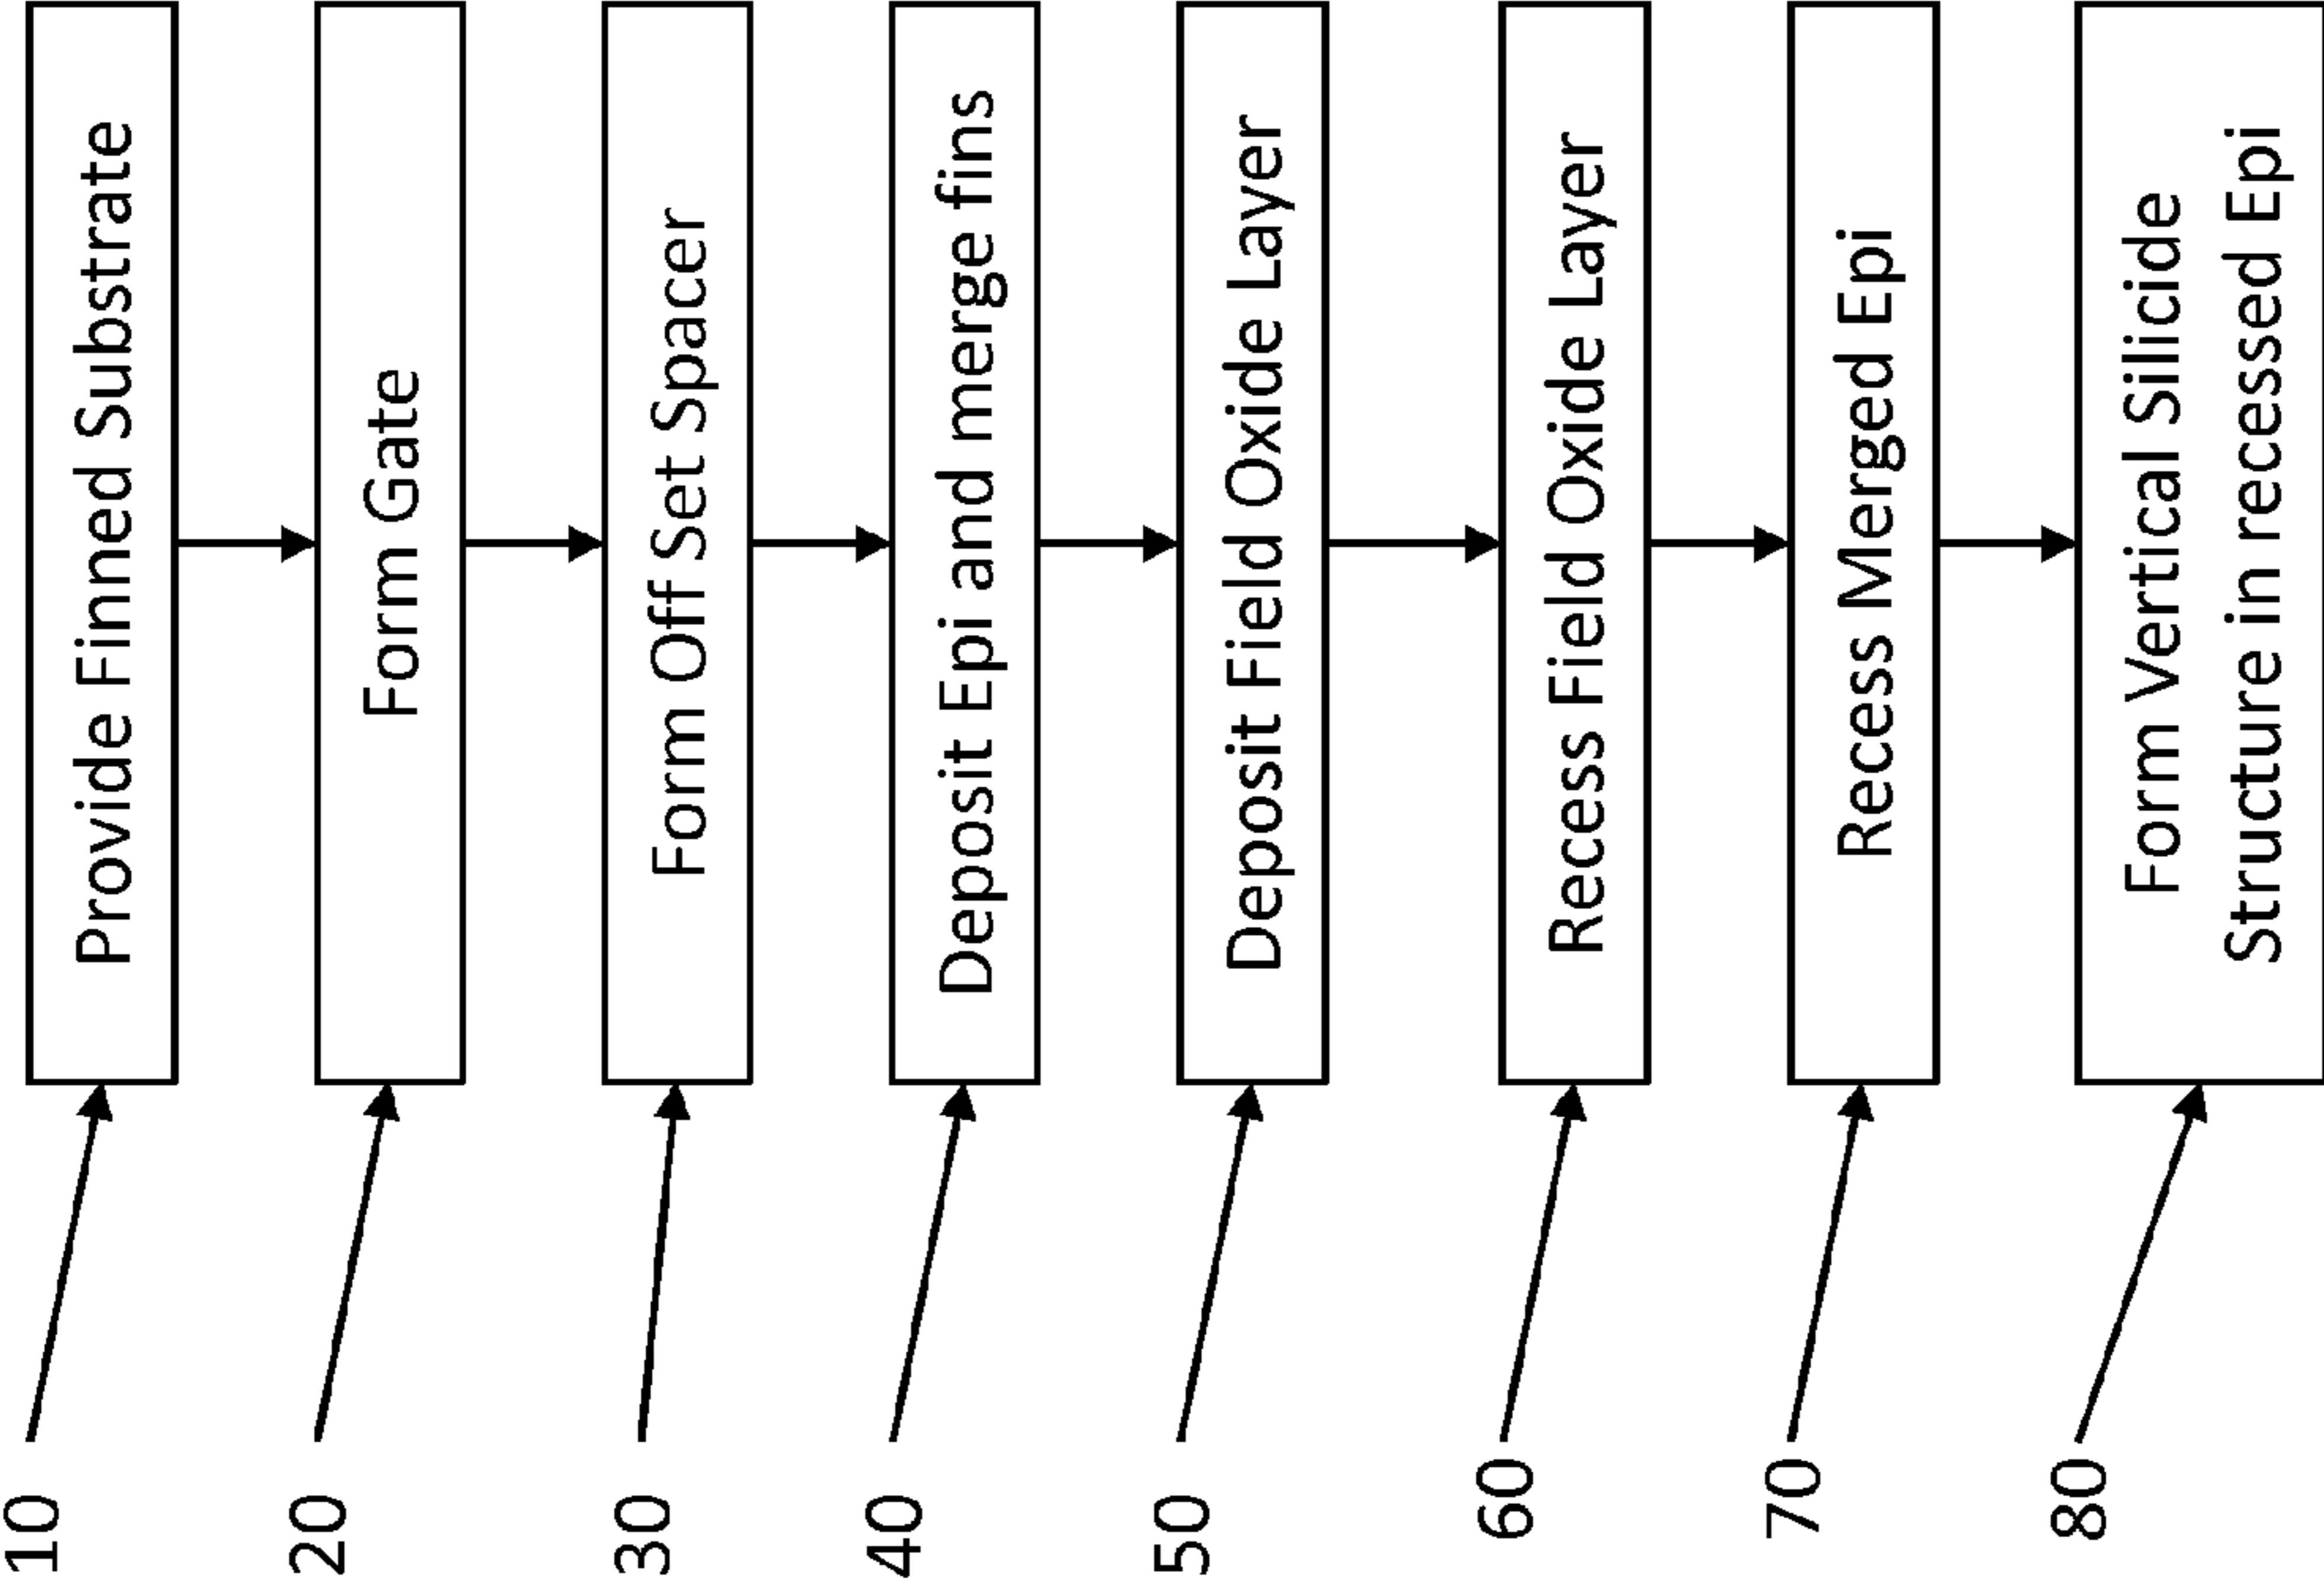 10
Provide Finned Substrate
20
Form Gate
30
Form Off Set Spacer
40
Deposit Epi and merge fins
50
Deposit Field Oxide Layer
60
Recess Field Oxide Layer
70
Recess Merged Epi
80
Form Vertical Silicide
Structure in recessed Epi